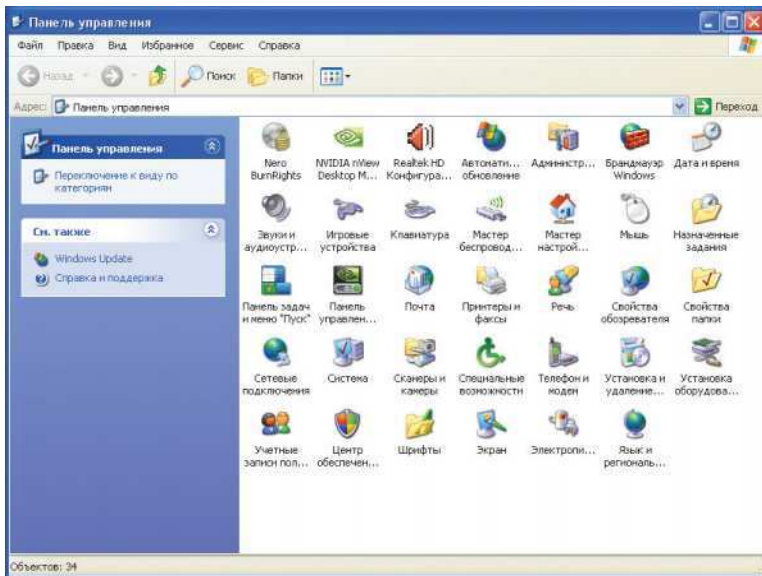 Панель управления
Файл Правка Вид Избранное Сервис Справка
Назад Поиск Папки
Адрес: Панель управления Переход
Панель управления
Переключение к виду по
категориям
См. также
Windows Update
Справка и поддержка
Nero NVIDIA nView Realtek HD Автомати... Администр... Брандмауэр Дата и время
BurnRights Desktop M... Конфигура... обновление Windows
Звуки и Игровые Клавиатура Мастер Мастер Мышь Назначенные
аудиоустр... устройства беспровод... настрой... задания
Панель задач Панель Почта Принтеры и Речь Свойства Свойства
и меню "Пуск" управлен... факсы обозревателя папки
Сетевые Система Сканеры и Специальные Телефон и Установка и Установка
подключения камеры возможности модем удаление... оборудова...
Учетные Центр Шрифты Экран Электропи... Язык и
записи пол... обеспечен... региональ...
Объектов: 34